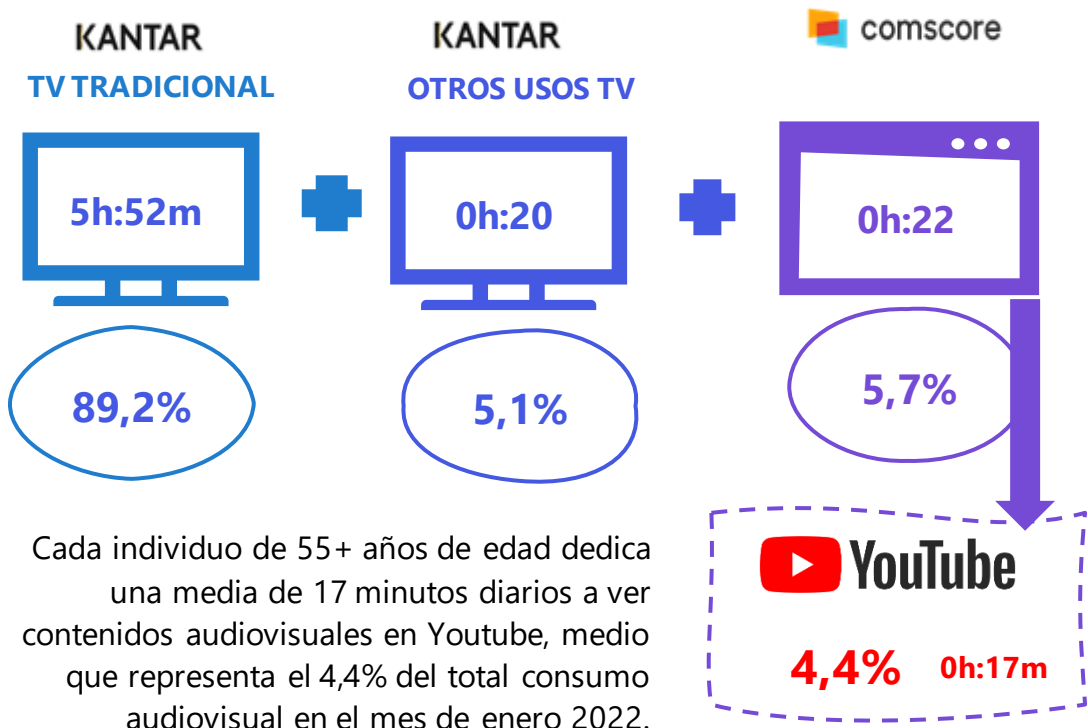 KANTAR
KANTAR
comscore
TV TRADICIONAL
OTROS USOS TV
5h:52m
0h:20
0h:22
89,2%
5,1%
5,7%
Cada individuo de 55+ años de edad dedica
una media de 17 minutos diarios a ver
contenidos audiovisuales en Youtube, medio
que representa el 4,4% del total consumo
audiovisual en el mes de enero 2022.
YouTube
4,4% 0h:17m